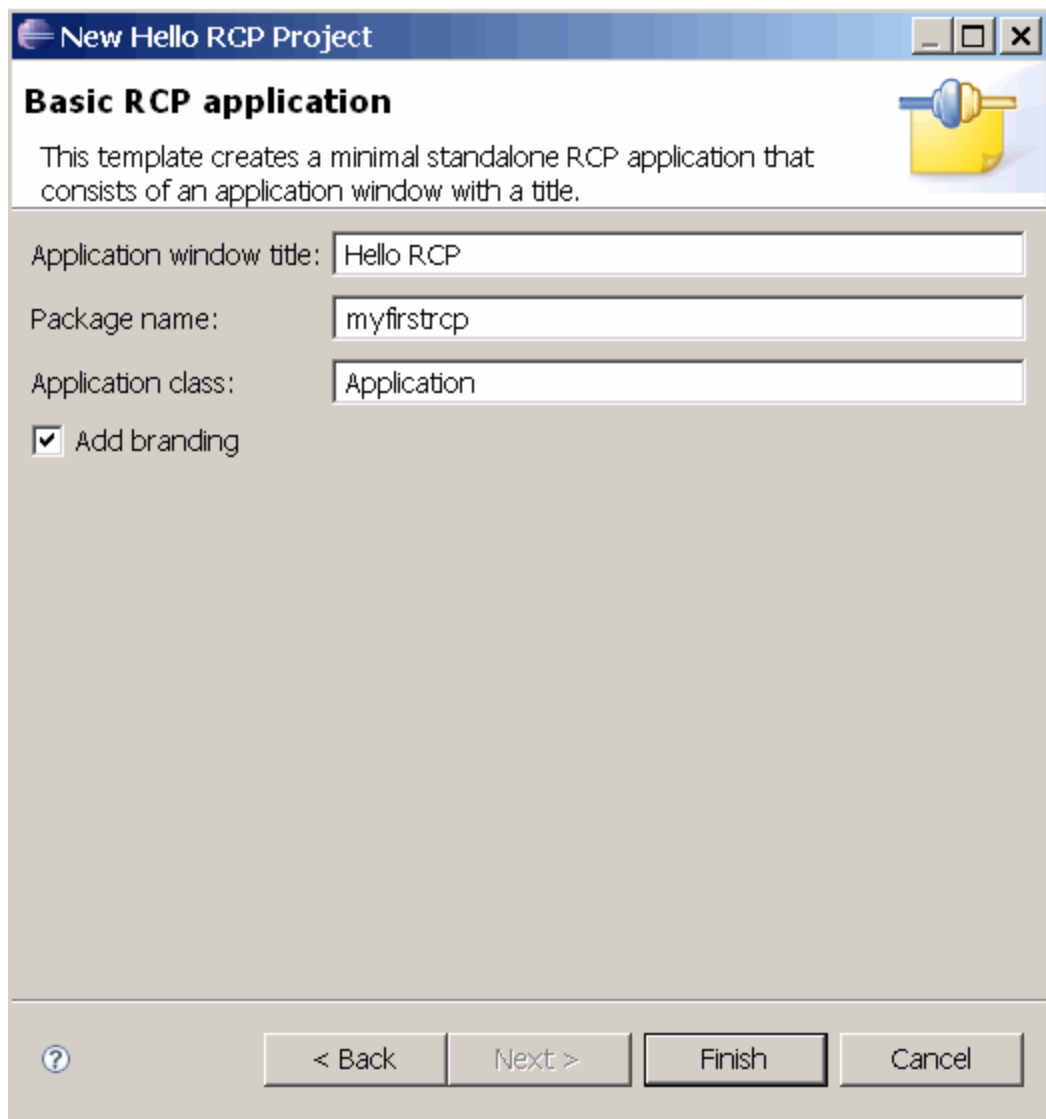 New Hello RCP Project
Basic RCP application
This template creates a minimal standalone RCP application that
consists of an application window with a title.
Application window title: Hello RCP
Package name: myfirstrcp
Application class: Application
Add branding
? < Back Next > Finish Cancel